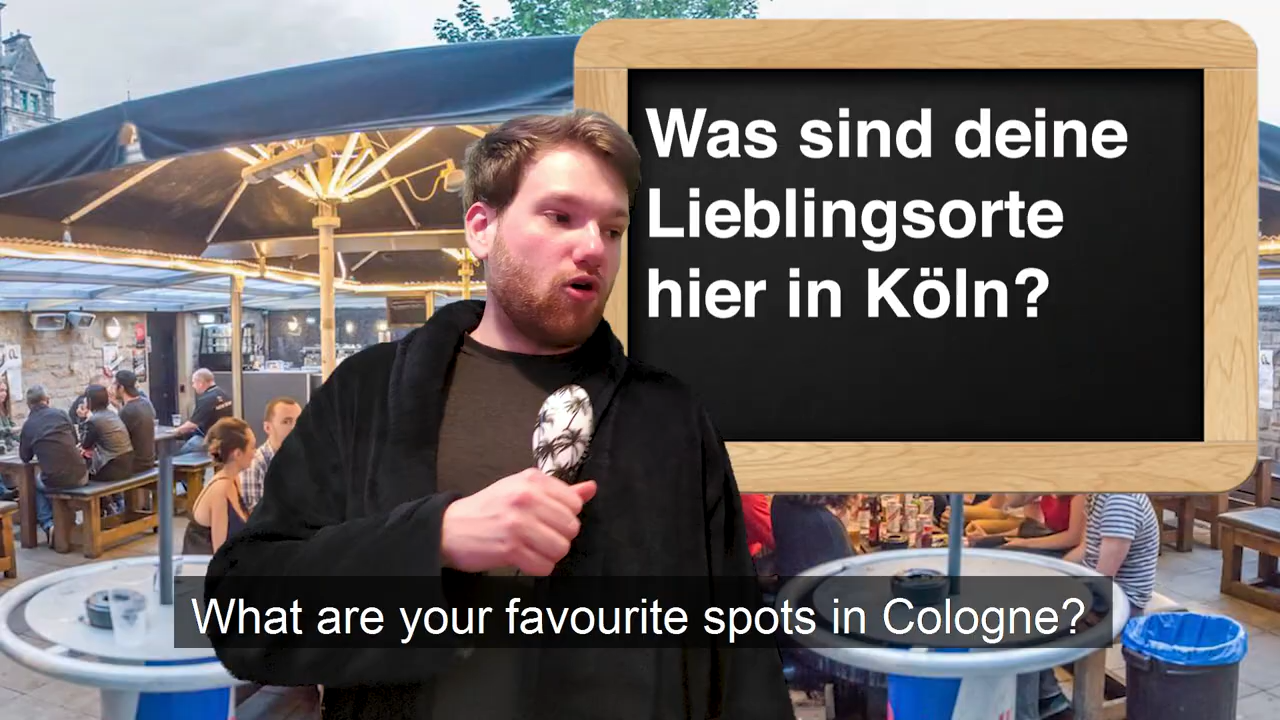 Was sind deine
Lieblingsorte
hier in Köln?
What are your favourite spots in Cologne?